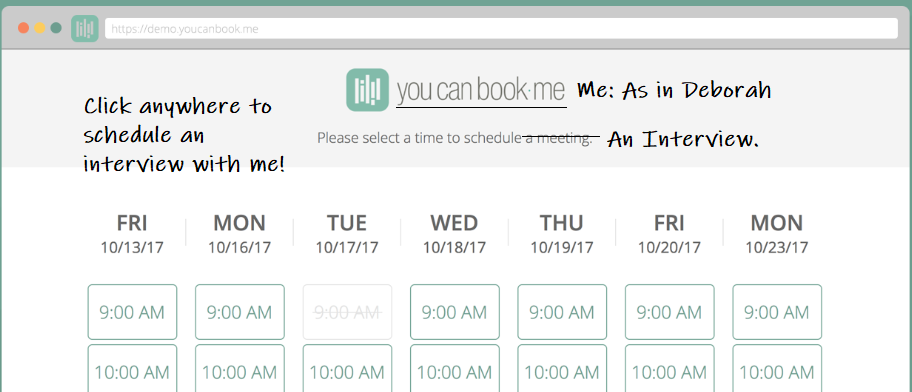 https://demo.youcanbook.me
you can book·me Me: As in Deborah
Click anywhere to
schedule an
interview with me!
Please select a time to schedule a meeting. An Interview.
FRI MON TUE WED THU FRI MON
10/13/17 10/16/17 10/17/17 10/18/17 10/19/17 10/20/17 10/23/17
9:00 AM 9:00 AM 9:00 AM 9:00 AM 9:00 AM 9:00 AM 9:00 AM
10:00 AM 10:00 AM 10:00 AM 10:00 AM 10:00 AM 10:00 AM 10:00 AM